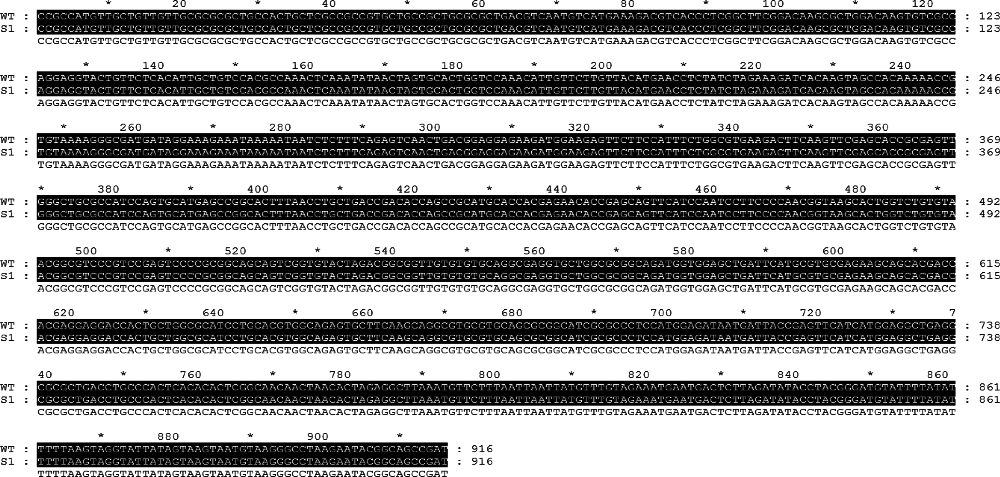 * 20 * 40 * 60 * 80 * 100 * 120
WT : CCGCCATGTTGCTGTTGTTGCGCGCGCTGCCACTGCTCGCCGCCGTGCTGCCGCTGCGCGCTGACGTCAATGTCATGAAAGACGTCACCCTCGGCTTCGGACAAGCGCTGGACAAGTGTCGCC : 123
S1 : CCGCCATGTTGCTGTTGTTGCGCGCGCTGCCACTGCTCGCCGCCGTGCTGCCGCTGCGCGCTGACGTCAATGTCATGAAAGACGTCACCCTCGGCTTCGGACAAGCGCTGGACAAGTGTCGCC : 123
CCGCCATGTTGCTGTTGTTGCGCGCGCTGCCACTGCTCGCCGCCGTGCTGCCGCTGCGCGCTGACGTCAATGTCATGAAAGACGTCACCCTCGGCTTCGGACAAGCGCTGGACAAGTGTCGCC
* 140 * 160 * 180 * 200 * 220 * 240
WT : AGGAGGTACTGTTCTCACATTGCTGTCCACGCCAAACTCAAATATAACTAGTGCACTGGTCCAAACATTGTTCTTGTTACATGAACCTCTATCTAGAAAGATCACAAGTAGCCACAAAAACCG : 246
S1 : AGGAGGTACTGTTCTCACATTGCTGTCCACGCCAAACTCAAATATAACTAGTGCACTGGTCCAAACATTGTTCTTGTTACATGAACCTCTATCTAGAAAGATCACAAGTAGCCACAAAAACCG : 246
AGGAGGTACTGTTCTCACATTGCTGTCCACGCCAAACTCAAATATAACTAGTGCACTGGTCCAAACATTGTTCTTGTTACATGAACCTCTATCTAGAAAGATCACAAGTAGCCACAAAAACCG
* 260 * 280 * 300 * 320 * 340 * 360
WT : TGTAAAAGGGCGATGATAGGAAAGAAATAAAAATAATCTCTTTCAGAGTCAACTGACGGAGGAGAAGATGGAAGAGTTCTTCCATTTCTGGCGTGAAGACTTCAAGTTCGAGCACCGCGAGTT : 369
S1 : TGTAAAAGGGCGATGATAGGAAAGAAATAAAAATAATCTCTTTCAGAGTCAACTGACGGAGGAGAAGATGGAAGAGTTCTTCCATTTCTGGCGTGAAGACTTCAAGTTCGAGCACCGCGAGTT : 369
TGTAAAAGGGCGATGATAGGAAAGAAATAAAAATAATCTCTTTCAGAGTCAACTGACGGAGGAGAAGATGGAAGAGTTCTTCCATTTCTGGCGTGAAGACTTCAAGTTCGAGCACCGCGAGTT
* 380 * 400 * 420 * 440 * 460 * 480 *
WT : GGGCTGCGCCATCCAGTGCATGAGCCGGCACTTTAACCTGCTGACCGACACCAGCCGCATGCACCACGAGAACACCGAGCAGTTCATCCAATCCTTCCCCAACGGTAAGCACTGGTCTGTGTA : 492
S1 : GGGCTGCGCCATCCAGTGCATGAGCCGGCACTTTAACCTGCTGACCGACACCAGCCGCATGCACCACGAGAACACCGAGCAGTTCATCCAATCCTTCCCCAACGGTAAGCACTGGTCTGTGTA : 492
GGGCTGCGCCATCCAGTGCATGAGCCGGCACTTTAACCTGCTGACCGACACCAGCCGCATGCACCACGAGAACACCGAGCAGTTCATCCAATCCTTCCCCAACGGTAAGCACTGGTCTGTGTA
500 * 520 * 540 * 560 * 580 * 600 *
WT : ACGGCGTCCCGTCCGAGTCCCCGCGGCAGCAGTCGGTGTACTAGACGGCGGTTGTGTGTGCAGGCGAGGTGCTGGCGCGGCAGATGGTGGAGCTGATTCATGCGTGCGAGAAGCAGCACGACC : 615
S1 : ACGGCGTCCCGTCCGAGTCCCCGCGGCAGCAGTCGGTGTACTAGACGGCGGTTGTGTGTGCAGGCGAGGTGCTGGCGCGGCAGATGGTGGAGCTGATTCATGCGTGCGAGAAGCAGCACGACC : 615
ACGGCGTCCCGTCCGAGTCCCCGCGGCAGCAGTCGGTGTACTAGACGGCGGTTGTGTGTGCAGGCGAGGTGCTGGCGCGGCAGATGGTGGAGCTGATTCATGCGTGCGAGAAGCAGCACGACC
620 * 640 * 660 * 680 * 700 * 720 * 7
WT : ACGAGGAGGACCACTGCTGGCGCATCCTGCACGTGGCAGAGTGCTTCAAGCAGGCGTGCGTGCAGCGCGGCATCGCGCCCTCCATGGAGATAATGATTACCGAGTTCATCATGGAGGCTGAGG : 738
S1 : ACGAGGAGGACCACTGCTGGCGCATCCTGCACGTGGCAGAGTGCTTCAAGCAGGCGTGCGTGCAGCGCGGCATCGCGCCCTCCATGGAGATAATGATTACCGAGTTCATCATGGAGGCTGAGG : 738
ACGAGGAGGACCACTGCTGGCGCATCCTGCACGTGGCAGAGTGCTTCAAGCAGGCGTGCGTGCAGCGCGGCATCGCGCCCTCCATGGAGATAATGATTACCGAGTTCATCATGGAGGCTGAGG
40 * 760 * 780 * 800 * 820 * 840 * 860
WT : CGCGCTGACCTGCCCACTCACACACTCGGCAACAACTAACACTAGAGGCTTAAATGTTCTTTAATTAATTATGTTTGTAGAAATGAATGACTCTTAGATATACCTACGGGATGTATTTTATAT : 861
S1 : CGCGCTGACCTGCCCACTCACACACTCGGCAACAACTAACACTAGAGGCTTAAATGTTCTTTAATTAATTATGTTTGTAGAAATGAATGACTCTTAGATATACCTACGGGATGTATTTTATAT : 861
CGCGCTGACCTGCCCACTCACACACTCGGCAACAACTAACACTAGAGGCTTAAATGTTCTTTAATTAATTATGTTTGTAGAAATGAATGACTCTTAGATATACCTACGGGATGTATTTTATAT
* 880 * 900 *
WT : TTTTAAGTAGGTATTATAGTAAGTAATGTAAGGGCCTAAGAATACGGCAGCCGAT : 916
S1 : TTTTAAGTAGGTATTATAGTAAGTAATGTAAGGGCCTAAGAATACGGCAGCCGAT : 916
TTTTAAGTAGGTATTATAGTAAGTAATGTAAGGGCCTAAGAATACGGCAGCCGAT